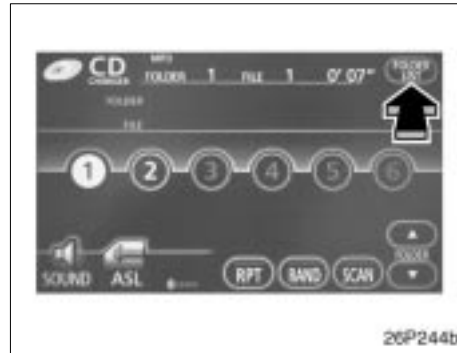 CD CHANGER MP3 FOLDER 1 FILE 1 0' 07" FOLDER LIST
FOLDER
FILE
1 2 3 4 5 6
SOUND ASL RPT RAND SCAN FOLDER
26P244b